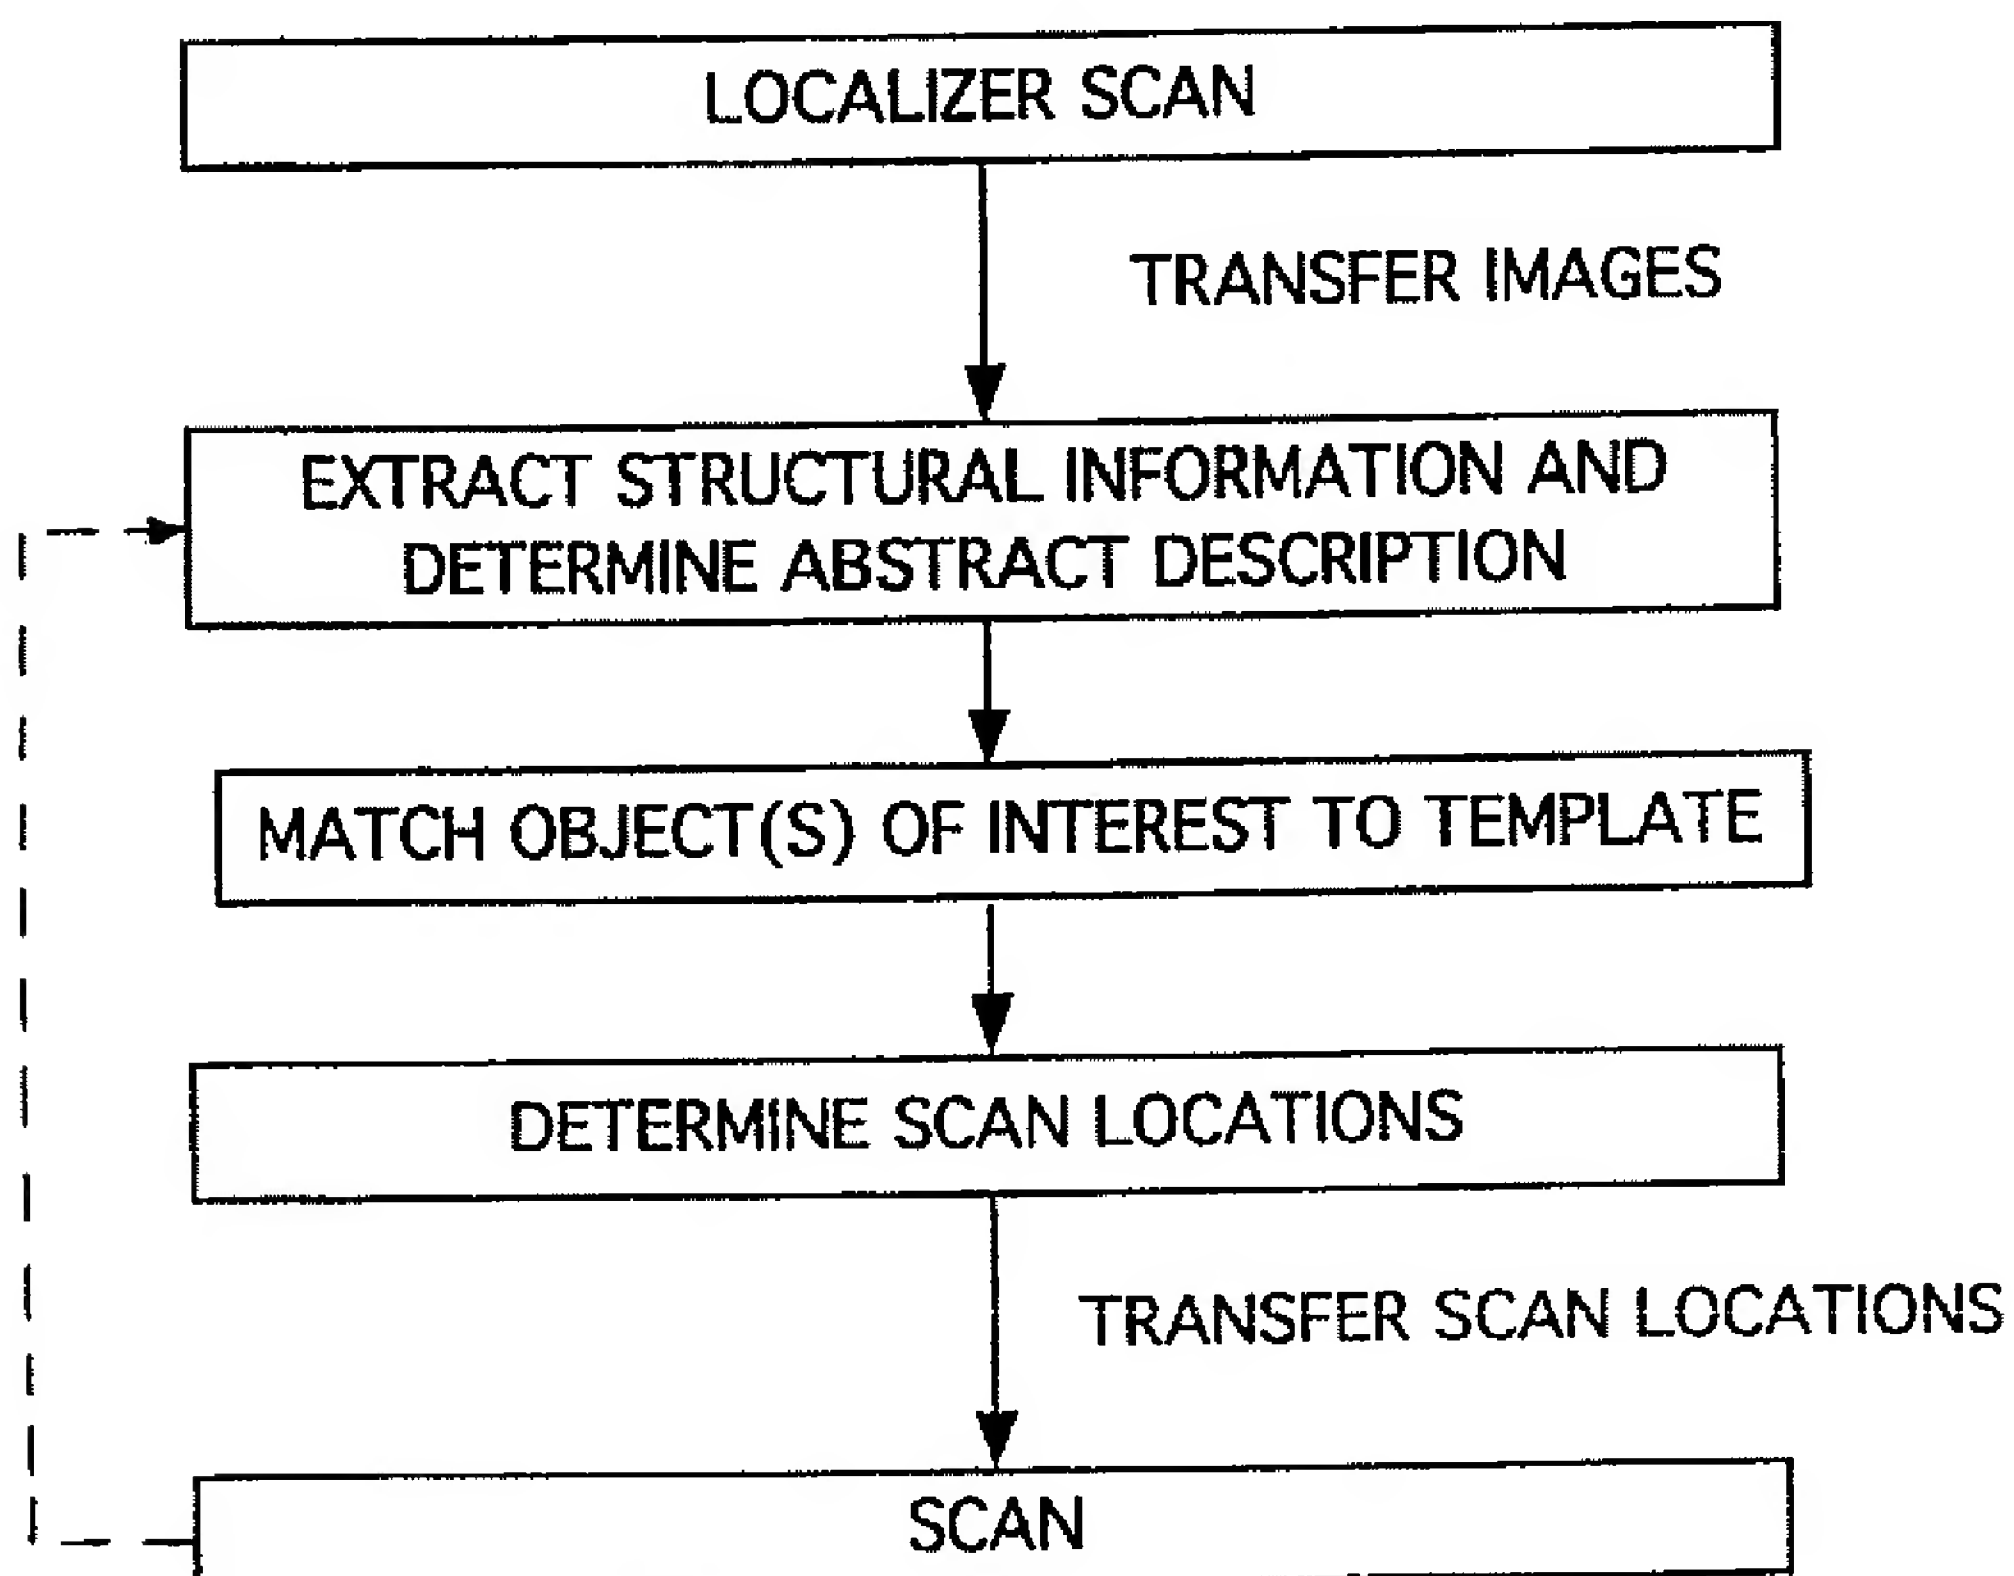 LOCALIZER SCAN
TRANSFER IMAGES
EXTRACT STRUCTURAL INFORMATION AND
DETERMINE ABSTRACT DESCRIPTION
MATCH OBJECT(S) OF INTEREST TO TEMPLATE
DETERMINE SCAN LOCATIONS
TRANSFER SCAN LOCATIONS
SCAN